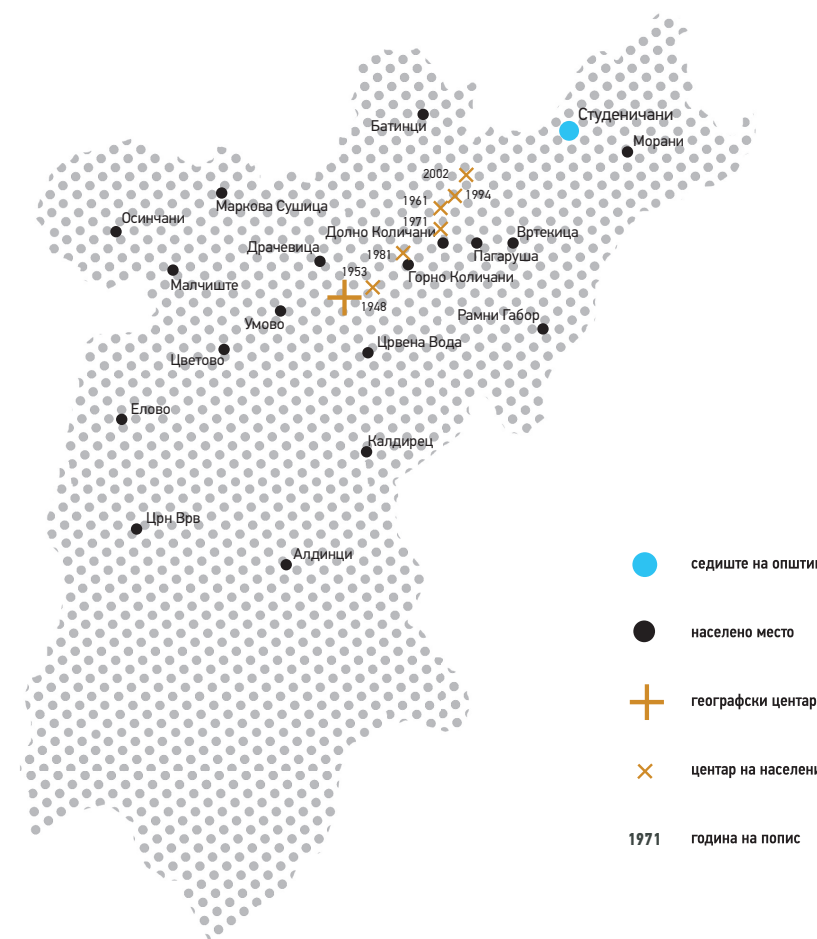 Студеничани
Батинци
Морани
2002
1994
Маркова Сушица
1961
Осинчани
1971
Долно Количани
Вртекица
Драчевица
1981
Пагаруша
1953
Горно Количани
Малчиште
1948
Рамни Габор
Умово
Црвена Вода
Цветово
Елово
Калдирец
Црн Врв
Алдинци
седиште на општин
населено место
географски центар
центар на населени
1971 година на попис